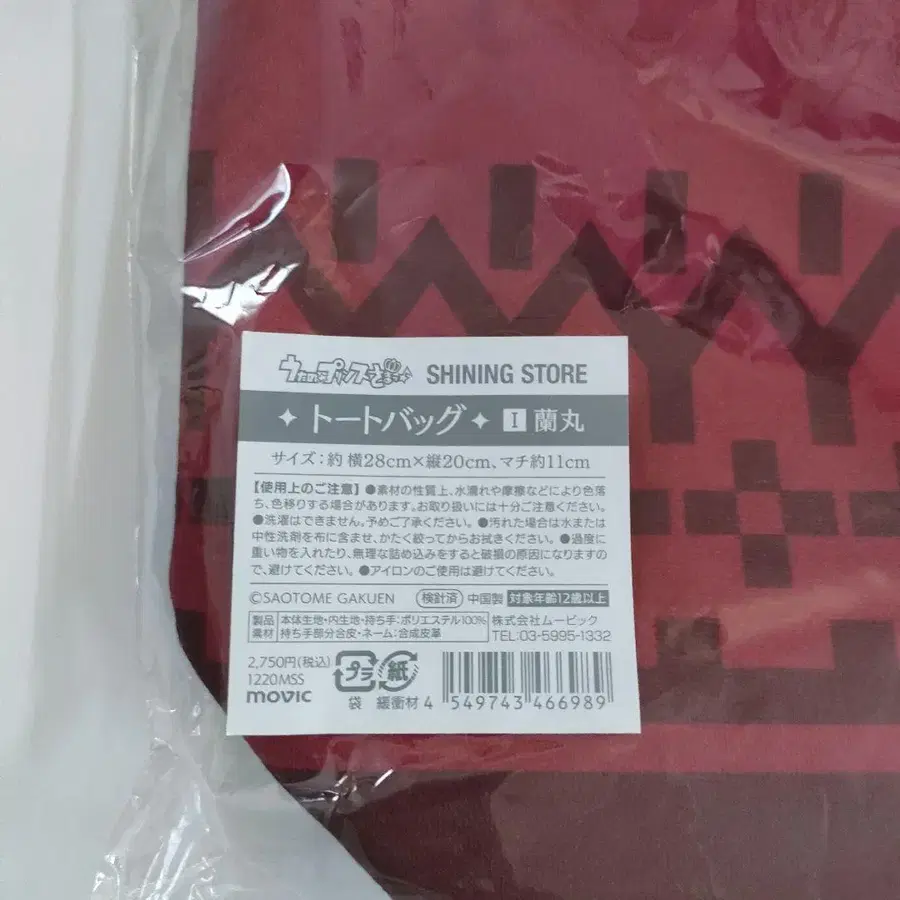 うたの☆プリンスさまっ♪ SHINING STORE
トートバッグ I 蘭丸
サイズ：約 横28cm×縦20cm、マチ約11cm
【使用上のご注意】●素材の性質上、水濡れや摩擦などにより色落
ち、色移りする場合があります。お取り扱いには十分ご注意ください。
●洗濯はできません。予めご了承ください。●汚れた場合は水または
中性洗剤を布に含ませ、かたく絞ってからお拭きください。●過度に
重い物を入れたり、無理な詰め込みをすると破損の原因になりますの
で、避けてください。●アイロンのご使用は避けてください。
©SAOTOME GAKUEN 検計済 中国製 対象年齢12歳以上
製品素材 本体生地・内生地・持ち手：ポリエステル100% 株式会社ムービック
持ち手部分合皮・ネーム：合成皮革 TEL:03-5995-1332
2,750円(税込) プラ 紙
1220MSS
movic 袋 緩衝材 4 549743 466989